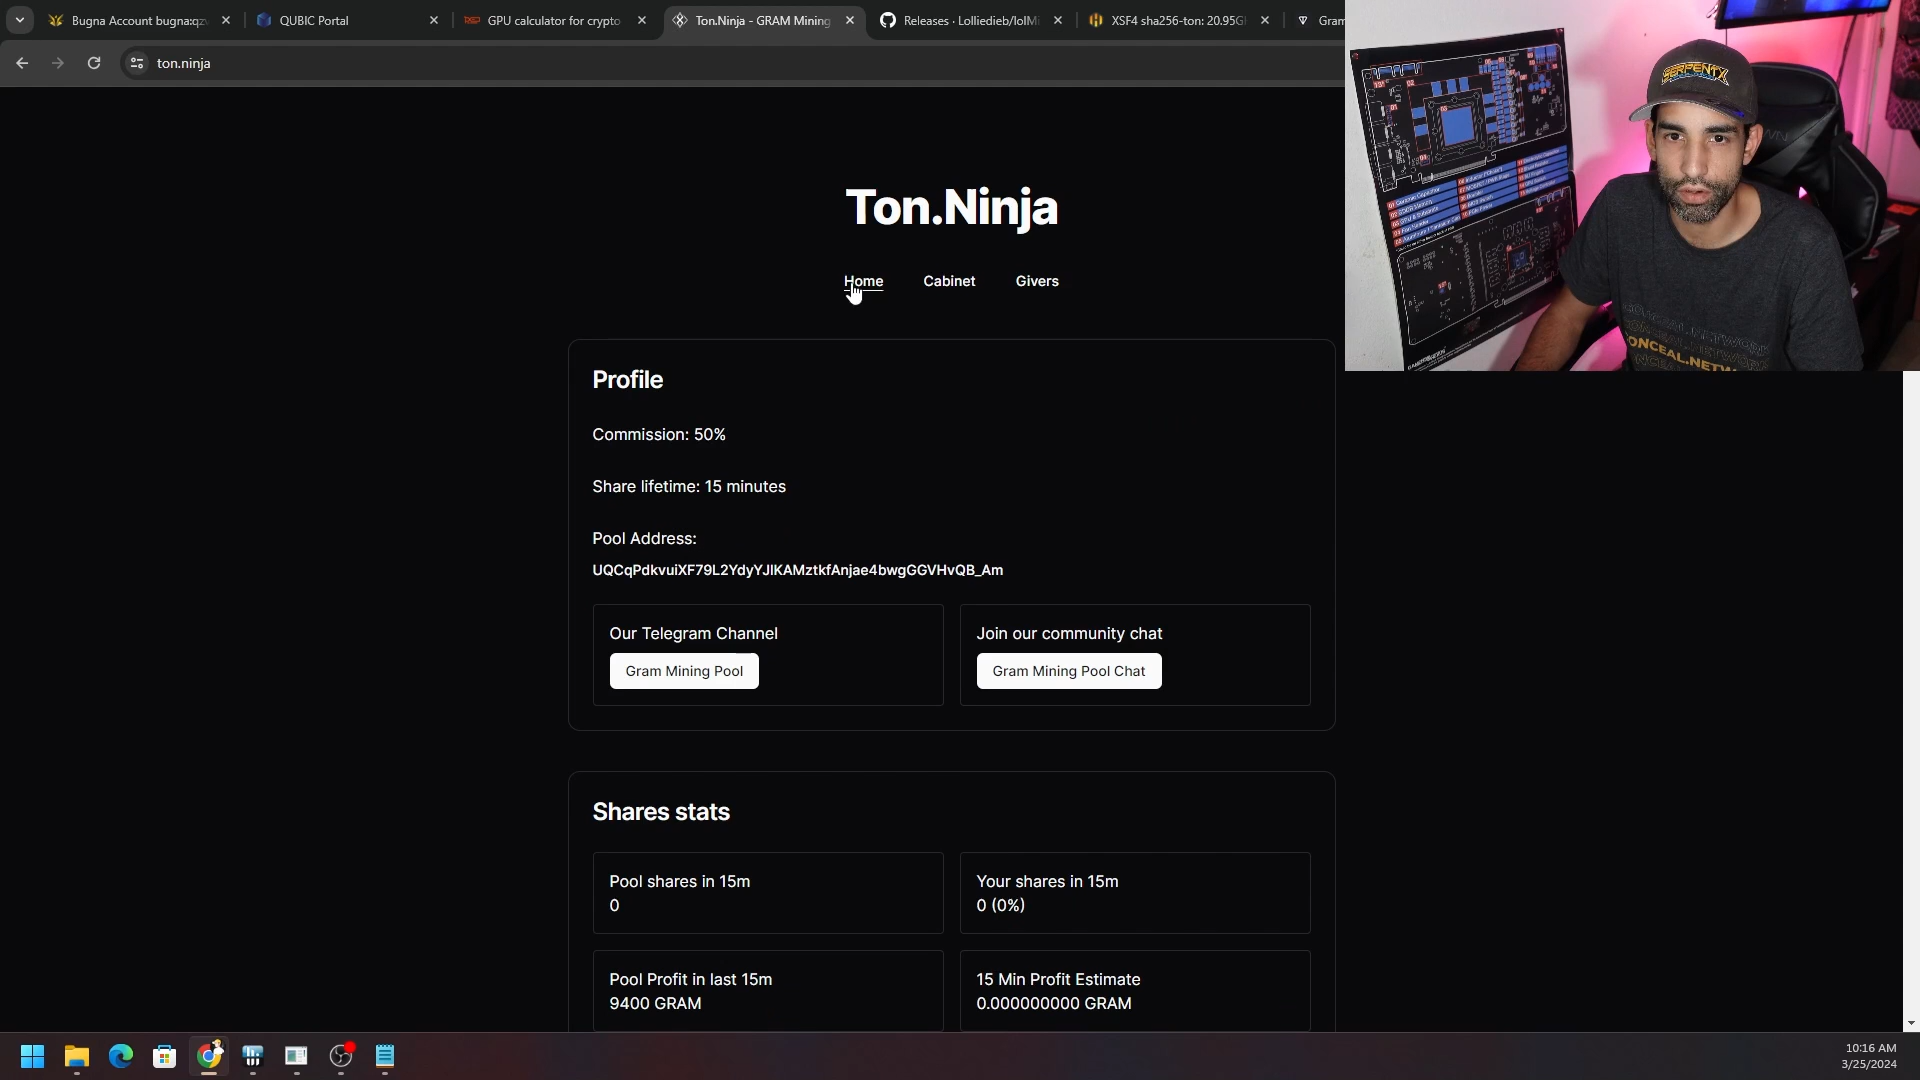 Bugna Account bugna:qz
QUBIC Portal
GPU calculator for crypto
Ton.Ninja - GRAM Mining
Releases · Lolliedieb/lolMi
XSF4 sha256-ton: 20.95G
Gram
ton.ninja
SERPENTX
Ton.Ninja
Home Cabinet Givers
Profile
Commission: 50%
Share lifetime: 15 minutes
Pool Address:
UQCqPdkvuiXF79L2YdyYJlKAMztkfAnjae4bwgGGVHvQB_Am
Our Telegram Channel
Gram Mining Pool
Join our community chat
Gram Mining Pool Chat
Shares stats
Pool shares in 15m
0
Your shares in 15m
0 (0%)
Pool Profit in last 15m
9400 GRAM
15 Min Profit Estimate
0.000000000 GRAM
10:16 AM
3/25/2024